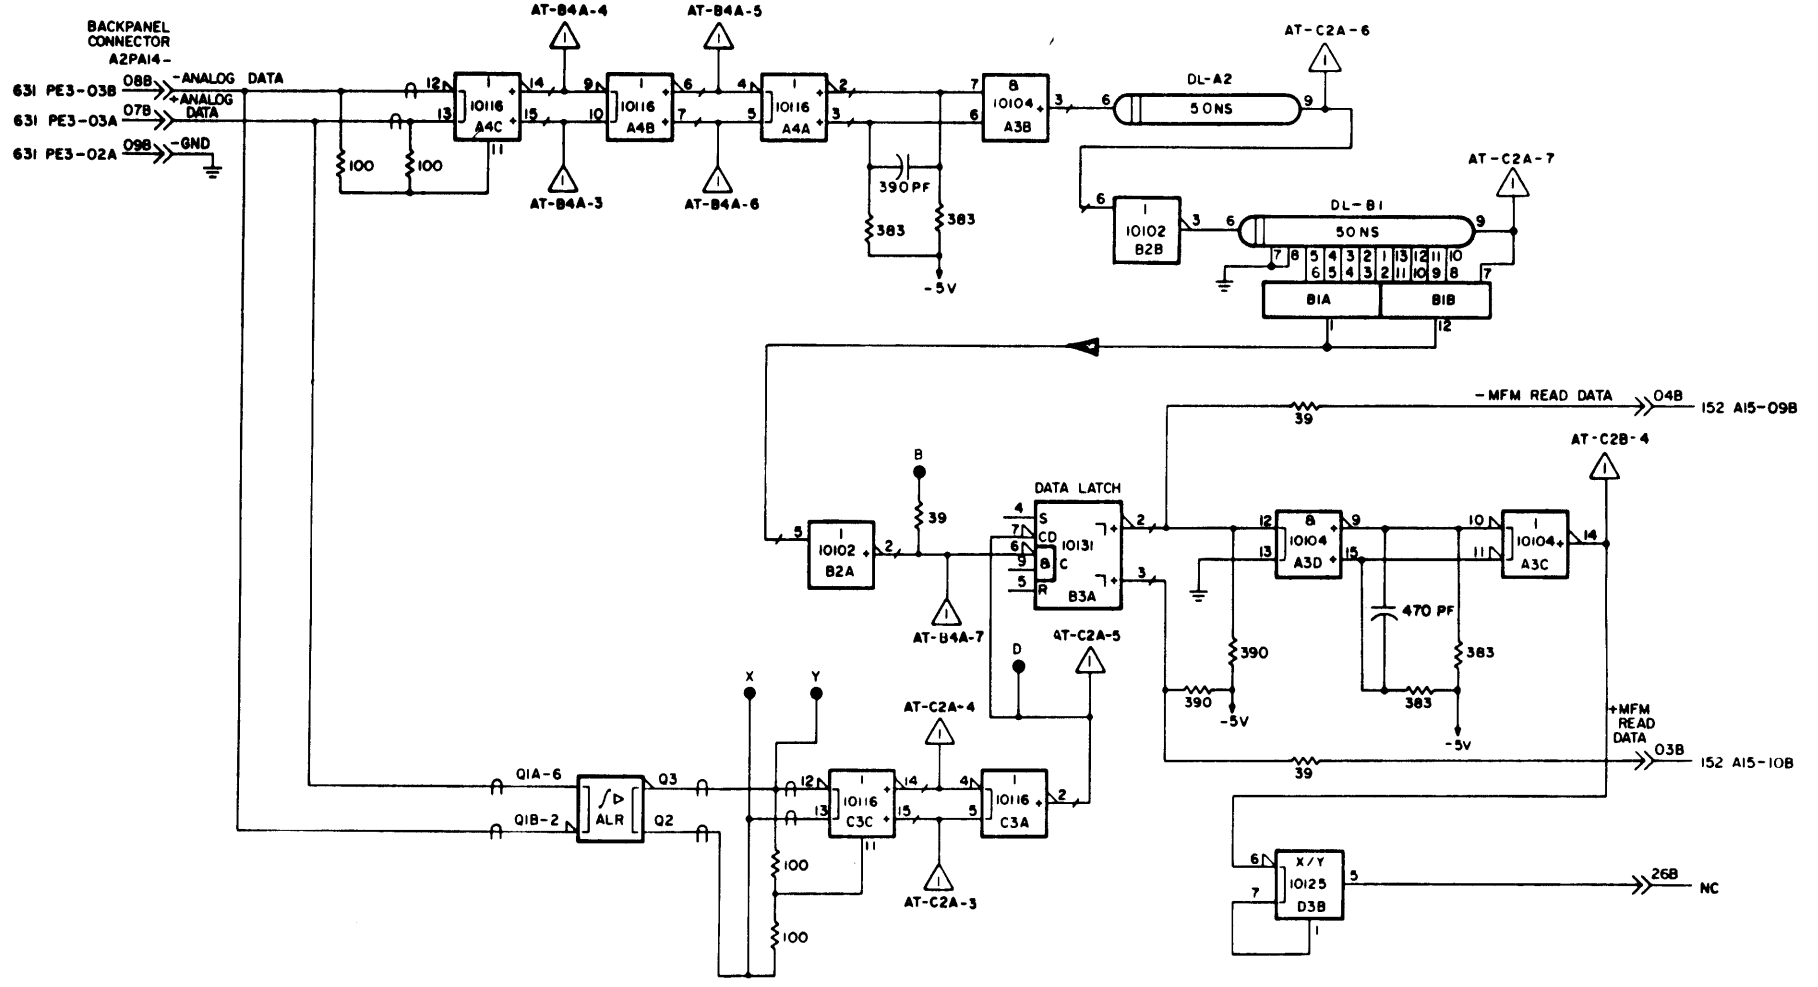 BACKPANEL
CONNECTOR
A2PA14-
631 PE3-03B 08B -ANALOG DATA
631 PE3-03A 07B +ANALOG
DATA
631 PE3-02A 09B -GND
AT-B4A-4
AT-B4A-5
AT-C2A-6
12 1 14
13 10116 15
A4C
11
9 1 6
10 10116 7
A4B
4 1 2
5 10116 3
A4A
7 & 3
6 10104
A3B
DL-A2
6 50NS 9
100
100
AT-B4A-3
AT-B4A-6
390PF
383
383
-5V
AT-C2A-7
6 1 3
10102
B2B
DL-B1
6 50NS 9
7 8 5 4 3 2 1 13 12 11 10
6 5 4 3 2 11 10 9 8 7
B1A B1B
1 12
-MFM READ DATA 04B 152 A15-09B
39
AT-C2B-4
B
39
5 1 2
10102
B2A
AT-B4A-7
DATA LATCH
4 S 2
7 CD
10131
6 & C
9
5 R 3
B3A
12 & 9
13 10104 15
A3D
10 1 14
11 10104
A3C
470 PF
390
390
-5V
383
383
-5V
D
AT-C2A-5
+MFM
READ
DATA
03B 152 A15-10B
39
X
Y
Q1A-6
Q1B-2
ALR
Q3
Q2
AT-C2A-4
12 1 14
13 10116 15
C3C
11
4 1 2
5 10116
C3A
AT-C2A-3
100
100
6 X/Y 5
7 10125
D3B
1
26B NC